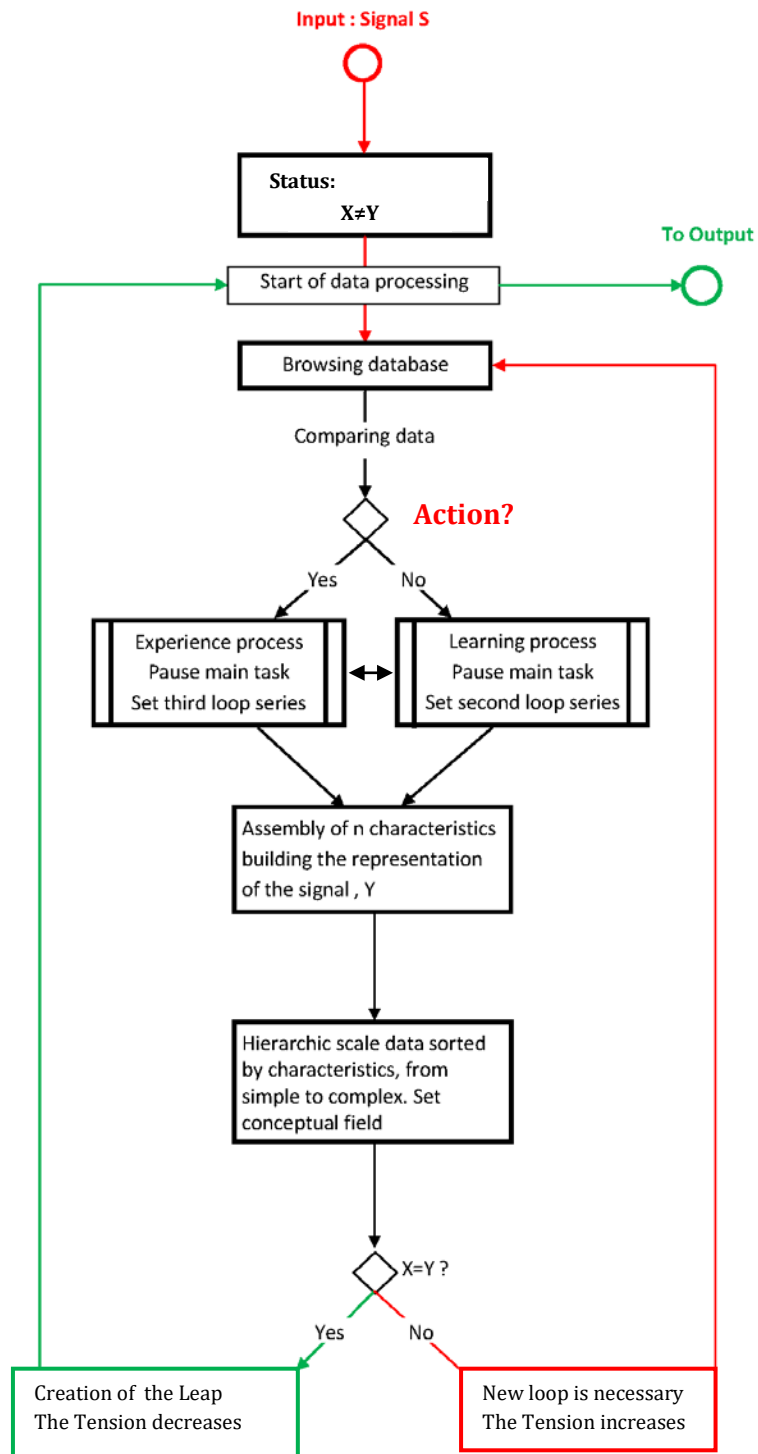 Input : Signal S
Status:
X≠Y
To Output
Start of data processing
Browsing database
Comparing data
Action?
Yes
No
Experience process
Pause main task
Set third loop series
Learning process
Pause main task
Set second loop series
Assembly of n characteristics
building the representation
of the signal , Y
Hierarchic scale data sorted
by characteristics, from
simple to complex. Set
conceptual field
X=Y ?
Yes
No
Creation of the Leap
The Tension decreases
New loop is necessary
The Tension increases